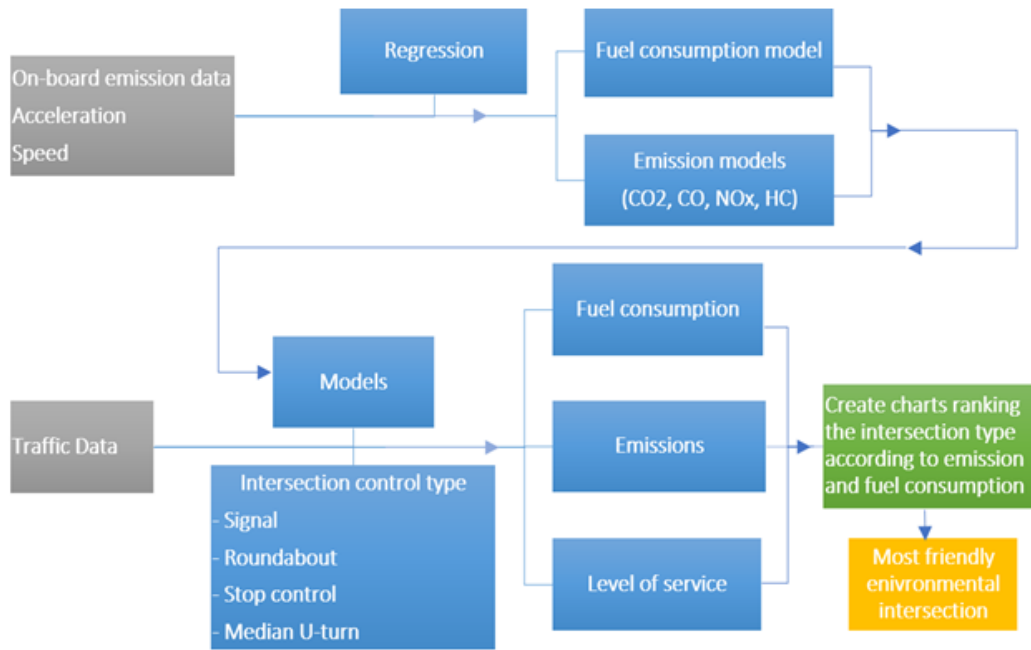 On-board emission data
Acceleration
Speed
Regression
Fuel consumption model
Emission models
(CO2, CO, NOx, HC)
Models
Traffic Data
Intersection control type
- Signal
- Roundabout
- Stop control
- Median U-turn
Fuel consumption
Emissions
Level of service
Create charts ranking
the intersection type
according to emission
and fuel consumption
Most friendly
enivronmental
intersection